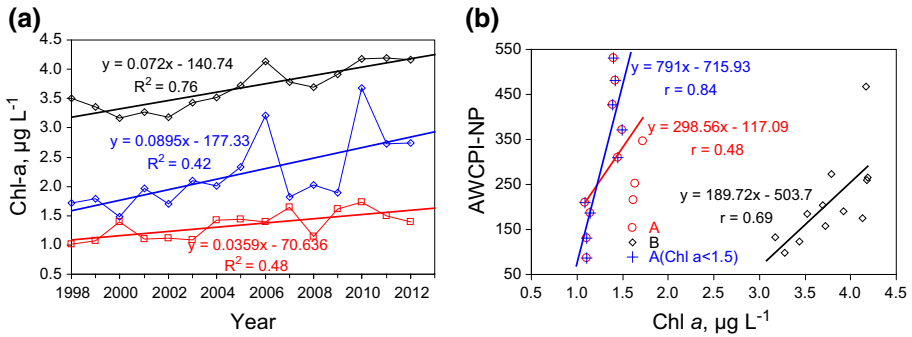 (a)
4.5
4.0
3.5
3.0
2.5
2.0
1.5
1.0
0.5
Chl-a, µg L⁻¹
y = 0.072x - 140.74
R² = 0.76
y = 0.0895x - 177.33
R² = 0.42
y = 0.0359x - 70.636
R² = 0.48
1998 2000 2002 2004 2006 2008 2010 2012
Year
(b)
550
450
350
250
150
50
AWCPI-NP
y = 791x - 715.93
r = 0.84
y = 298.56x - 117.09
r = 0.48
y = 189.72x - 503.7
r = 0.69
A
B
A(Chl a<1.5)
0.5 1.0 1.5 2.0 2.5 3.0 3.5 4.0 4.5
Chl a, µg L⁻¹